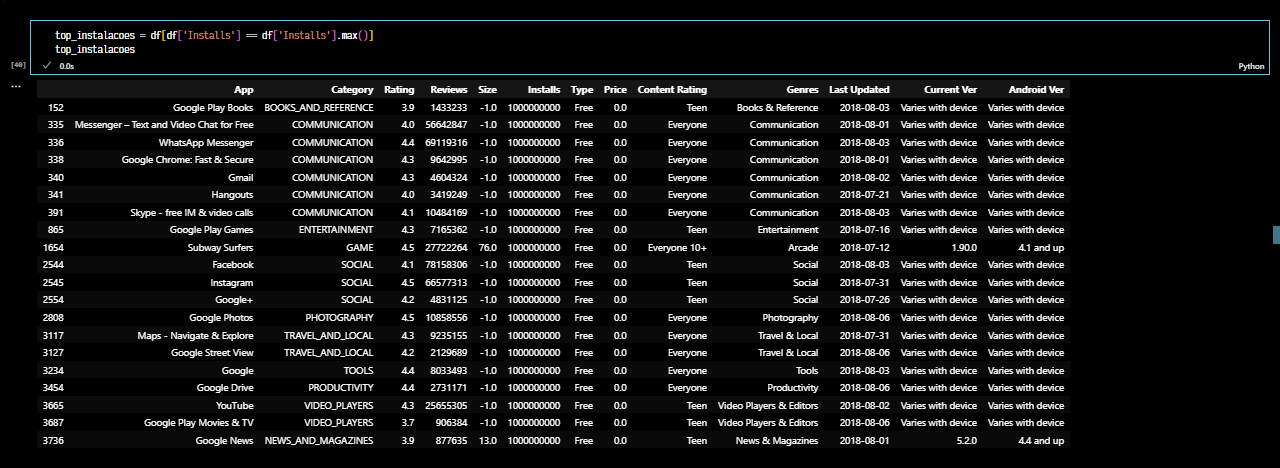 top_instalacoes = df[df['Installs'] == df['Installs'].max()]
top_instalacoes
[40] 0.0s Python
...
App Category Rating Reviews Size Installs Type Price Content Rating Genres Last Updated Current Ver Android Ver
152 Google Play Books BOOKS_AND_REFERENCE 3.9 1433233 -1.0 1000000000 Free 0.0 Teen Books & Reference 2018-08-03 Varies with device Varies with device
335 Messenger – Text and Video Chat for Free COMMUNICATION 4.0 56642847 -1.0 1000000000 Free 0.0 Everyone Communication 2018-08-01 Varies with device Varies with device
336 WhatsApp Messenger COMMUNICATION 4.4 69119316 -1.0 1000000000 Free 0.0 Everyone Communication 2018-08-03 Varies with device Varies with device
338 Google Chrome: Fast & Secure COMMUNICATION 4.3 9642995 -1.0 1000000000 Free 0.0 Everyone Communication 2018-08-01 Varies with device Varies with device
340 Gmail COMMUNICATION 4.3 4604324 -1.0 1000000000 Free 0.0 Everyone Communication 2018-08-02 Varies with device Varies with device
341 Hangouts COMMUNICATION 4.0 3419249 -1.0 1000000000 Free 0.0 Everyone Communication 2018-07-21 Varies with device Varies with device
391 Skype - free IM & video calls COMMUNICATION 4.1 10484169 -1.0 1000000000 Free 0.0 Everyone Communication 2018-08-03 Varies with device Varies with device
865 Google Play Games ENTERTAINMENT 4.3 7165362 -1.0 1000000000 Free 0.0 Teen Entertainment 2018-07-16 Varies with device Varies with device
1654 Subway Surfers GAME 4.5 27722264 76.0 1000000000 Free 0.0 Everyone 10+ Arcade 2018-07-12 1.90.0 4.1 and up
2544 Facebook SOCIAL 4.1 78158306 -1.0 1000000000 Free 0.0 Teen Social 2018-08-03 Varies with device Varies with device
2545 Instagram SOCIAL 4.5 66577313 -1.0 1000000000 Free 0.0 Teen Social 2018-07-31 Varies with device Varies with device
2554 Google+ SOCIAL 4.2 4831125 -1.0 1000000000 Free 0.0 Teen Social 2018-07-26 Varies with device Varies with device
2808 Google Photos PHOTOGRAPHY 4.5 10858556 -1.0 1000000000 Free 0.0 Everyone Photography 2018-08-06 Varies with device Varies with device
3117 Maps - Navigate & Explore TRAVEL_AND_LOCAL 4.3 9235155 -1.0 1000000000 Free 0.0 Everyone Travel & Local 2018-07-31 Varies with device Varies with device
3127 Google Street View TRAVEL_AND_LOCAL 4.2 2129689 -1.0 1000000000 Free 0.0 Everyone Travel & Local 2018-08-06 Varies with device Varies with device
3234 Google TOOLS 4.4 8033493 -1.0 1000000000 Free 0.0 Everyone Tools 2018-08-03 Varies with device Varies with device
3454 Google Drive PRODUCTIVITY 4.4 2731171 -1.0 1000000000 Free 0.0 Everyone Productivity 2018-08-06 Varies with device Varies with device
3665 YouTube VIDEO_PLAYERS 4.3 25655305 -1.0 1000000000 Free 0.0 Teen Video Players & Editors 2018-08-02 Varies with device Varies with device
3687 Google Play Movies & TV VIDEO_PLAYERS 3.7 906384 -1.0 1000000000 Free 0.0 Teen Video Players & Editors 2018-08-06 Varies with device Varies with device
3736 Google News NEWS_AND_MAGAZINES 3.9 877635 13.0 1000000000 Free 0.0 Teen News & Magazines 2018-08-01 5.2.0 4.4 and up